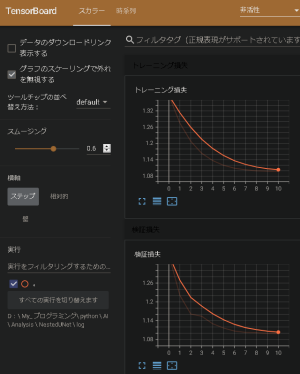 TensorBoard
スカラー
時系列
非活性
データのダウンロードリンク
表示する
グラフのスケーリングで外れ
を無視する
ツールチップの並べ
替え方法：
default
スムージング
0.6
横軸
ステップ
相対的
壁
実行
実行をフィルタリングするための...
すべての実行を切り替えます
D:\My_プログラミング\python\AI
\Analysis\NestedUNet\log
フィルタタグ（正規表現がサポートされています
トレーニング損失
トレーニング損失
1.32
1.26
1.2
1.14
1.08
0 1 2 3 4 5 6 7 8 9 10
検証損失
検証損失
1.26
1.2
1.14
1.08
0 1 2 3 4 5 6 7 8 9 10